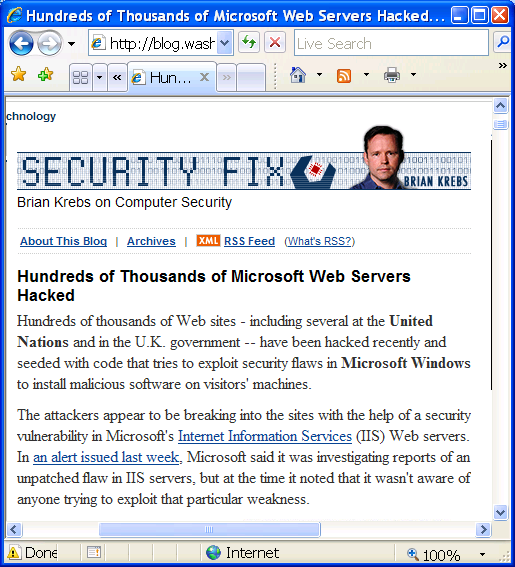 Hundreds of Thousands of Microsoft Web Servers Hacked...
http://blog.wash
Live Search
Hun...
chnology
SECURITY FIX
BRIAN KREBS
Brian Krebs on Computer Security
About This Blog | Archives | XML RSS Feed (What's RSS?)
Hundreds of Thousands of Microsoft Web Servers
Hacked
Hundreds of thousands of Web sites - including several at the United
Nations and in the U.K. government -- have been hacked recently and
seeded with code that tries to exploit security flaws in Microsoft Windows
to install malicious software on visitors' machines.
The attackers appear to be breaking into the sites with the help of a security
vulnerability in Microsoft's Internet Information Services (IIS) Web servers.
In an alert issued last week, Microsoft said it was investigating reports of an
unpatched flaw in IIS servers, but at the time it noted that it wasn't aware of
anyone trying to exploit that particular weakness.
Done
Internet
100%